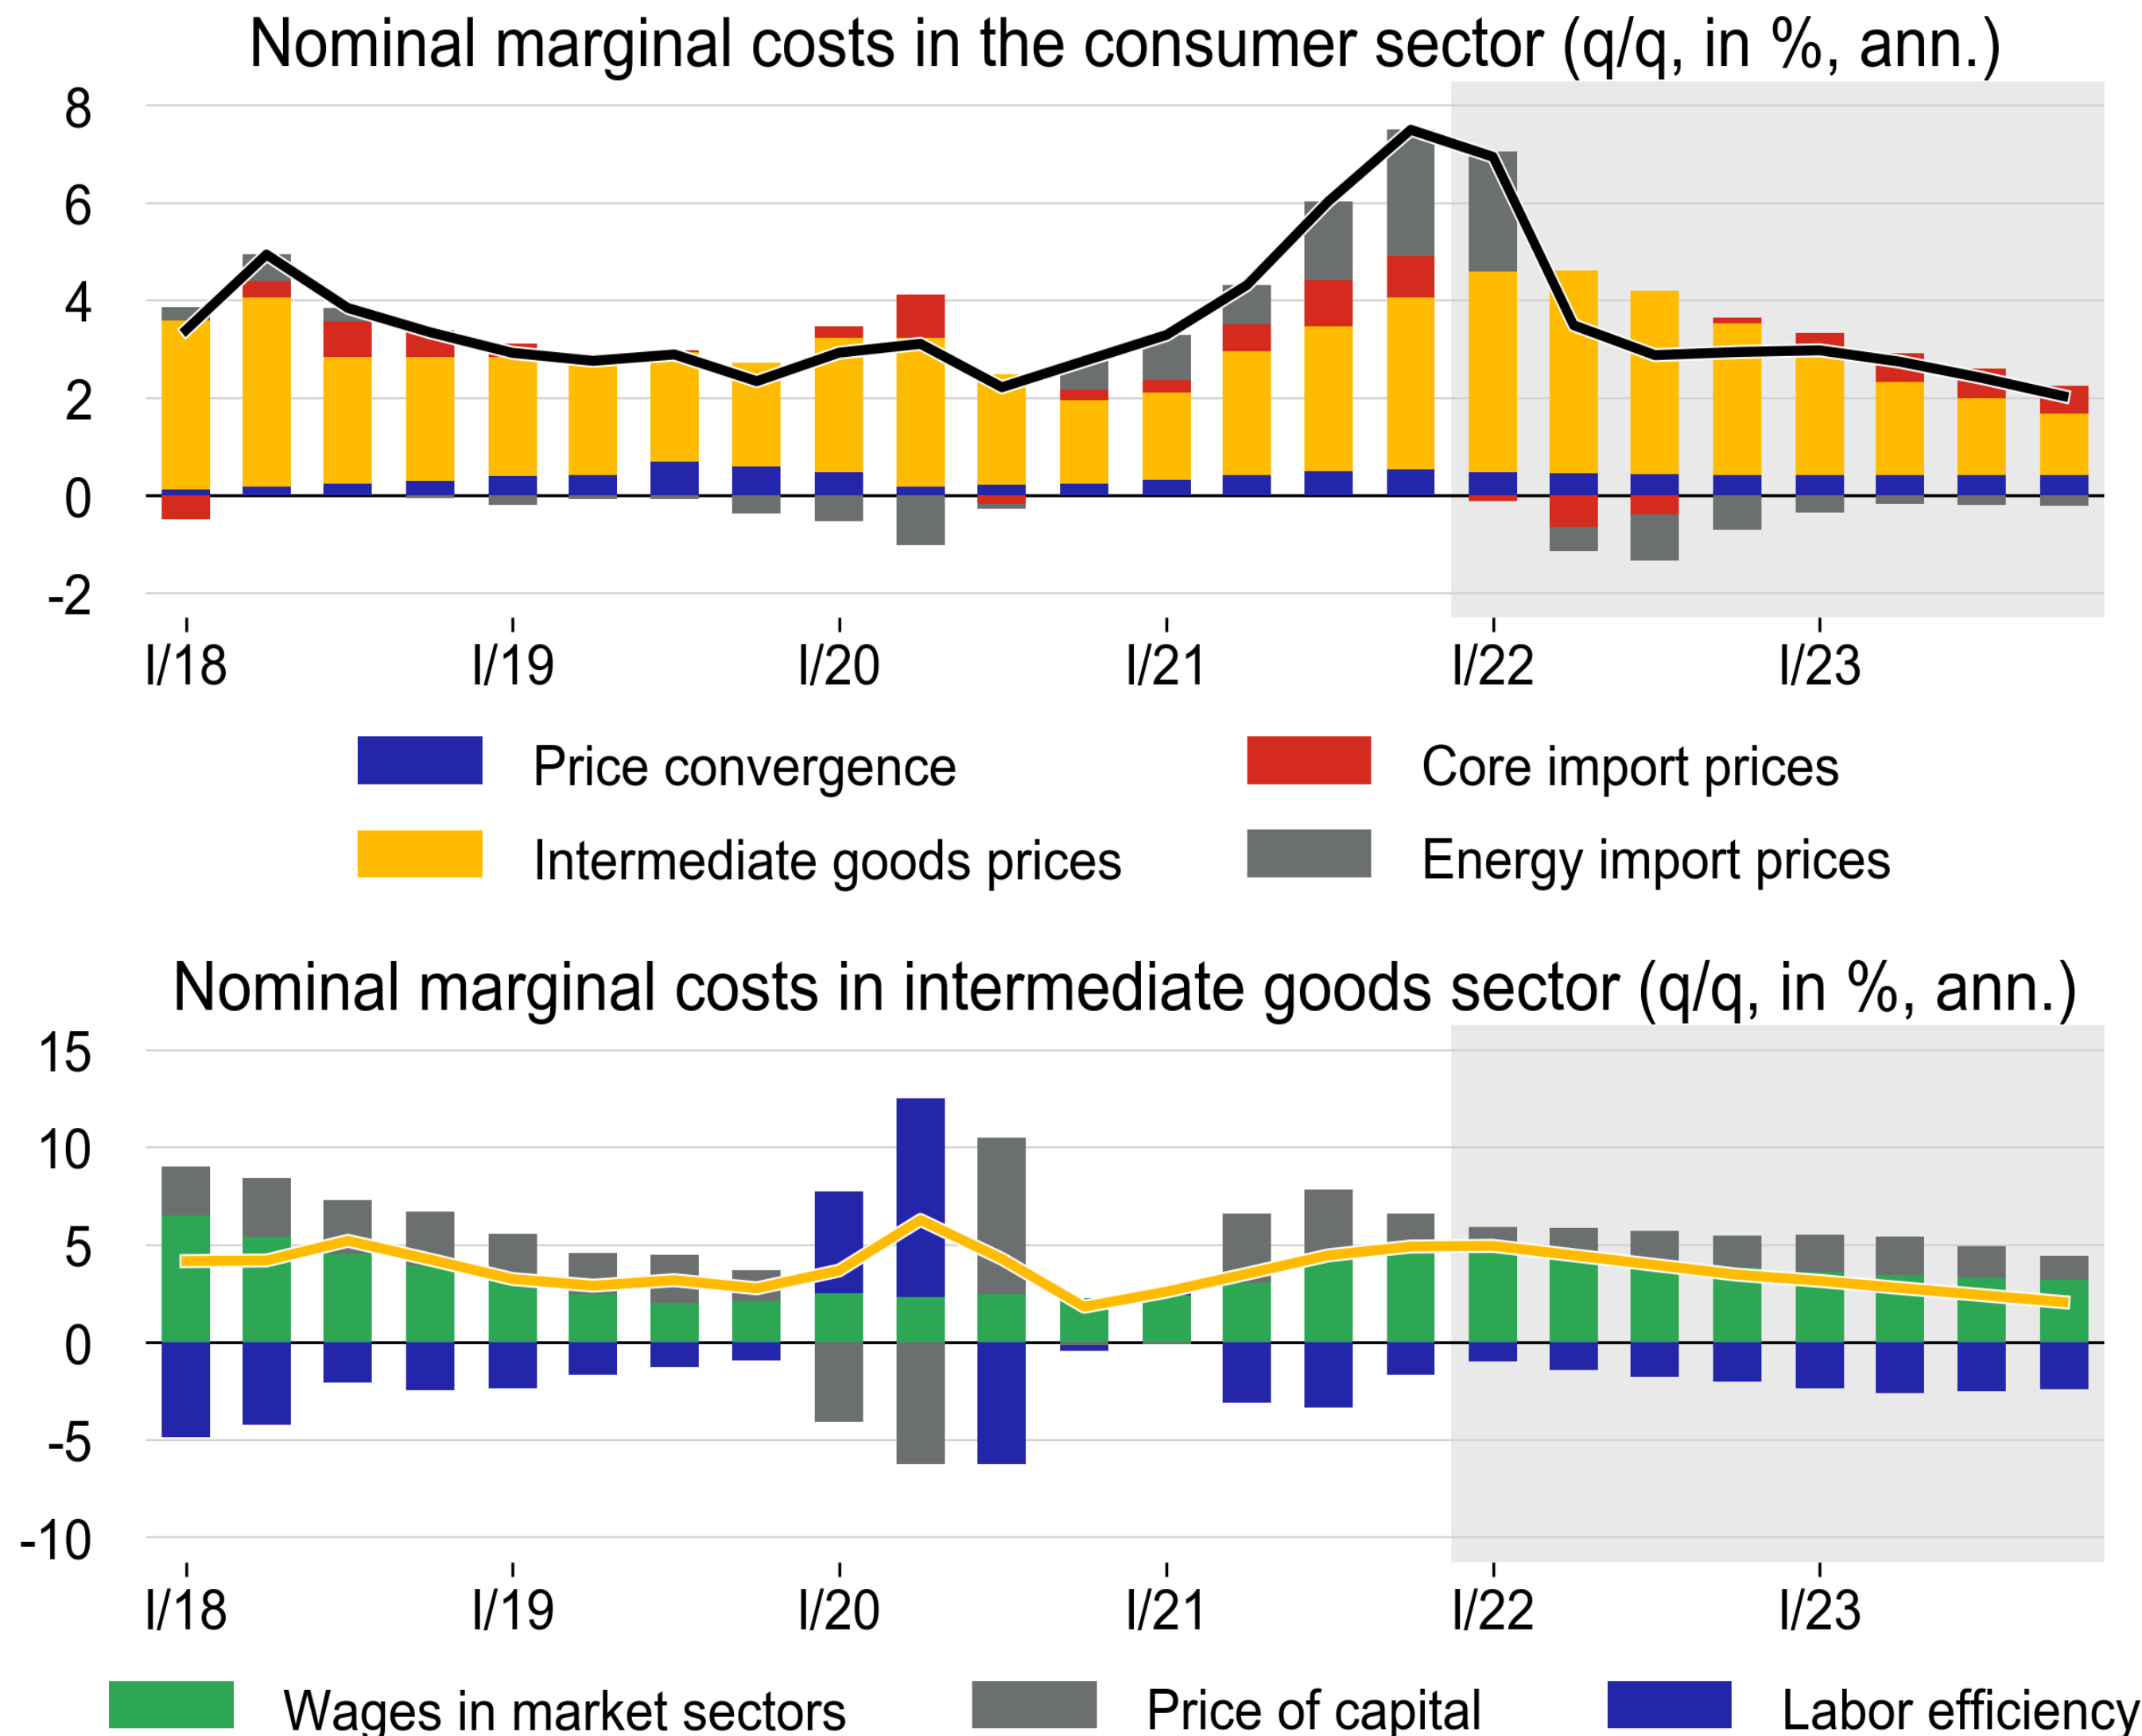 Nominal marginal costs in the consumer sector (q/q, in %, ann.)
8
6
4
2
0
-2
I/18 I/19 I/20 I/21 I/22 I/23
Price convergence Core import prices
Intermediate goods prices Energy import prices
Nominal marginal costs in intermediate goods sector (q/q, in %, ann.)
15
10
5
0
-5
-10
I/18 I/19 I/20 I/21 I/22 I/23
Wages in market sectors Price of capital Labor efficiency